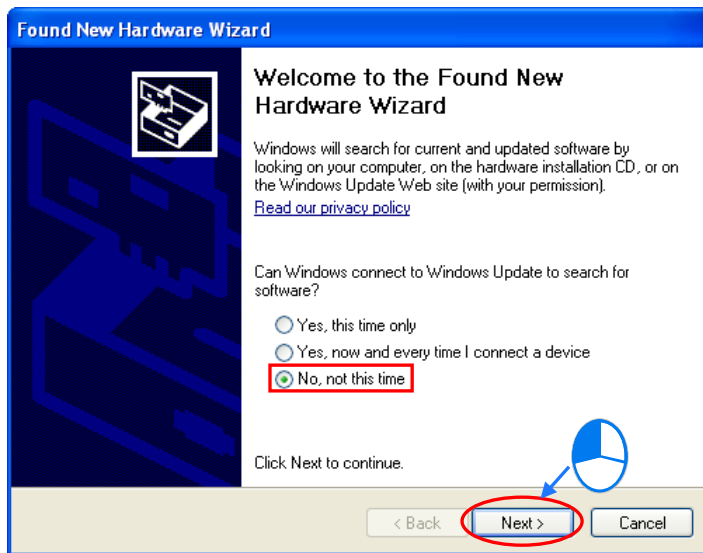 Found New Hardware Wizard
Welcome to the Found New
Hardware Wizard
Windows will search for current and updated software by
looking on your computer, on the hardware installation CD, or on
the Windows Update Web site (with your permission).
Read our privacy policy
Can Windows connect to Windows Update to search for
software?
Yes, this time only
Yes, now and every time I connect a device
No, not this time
Click Next to continue.
< Back Next > Cancel